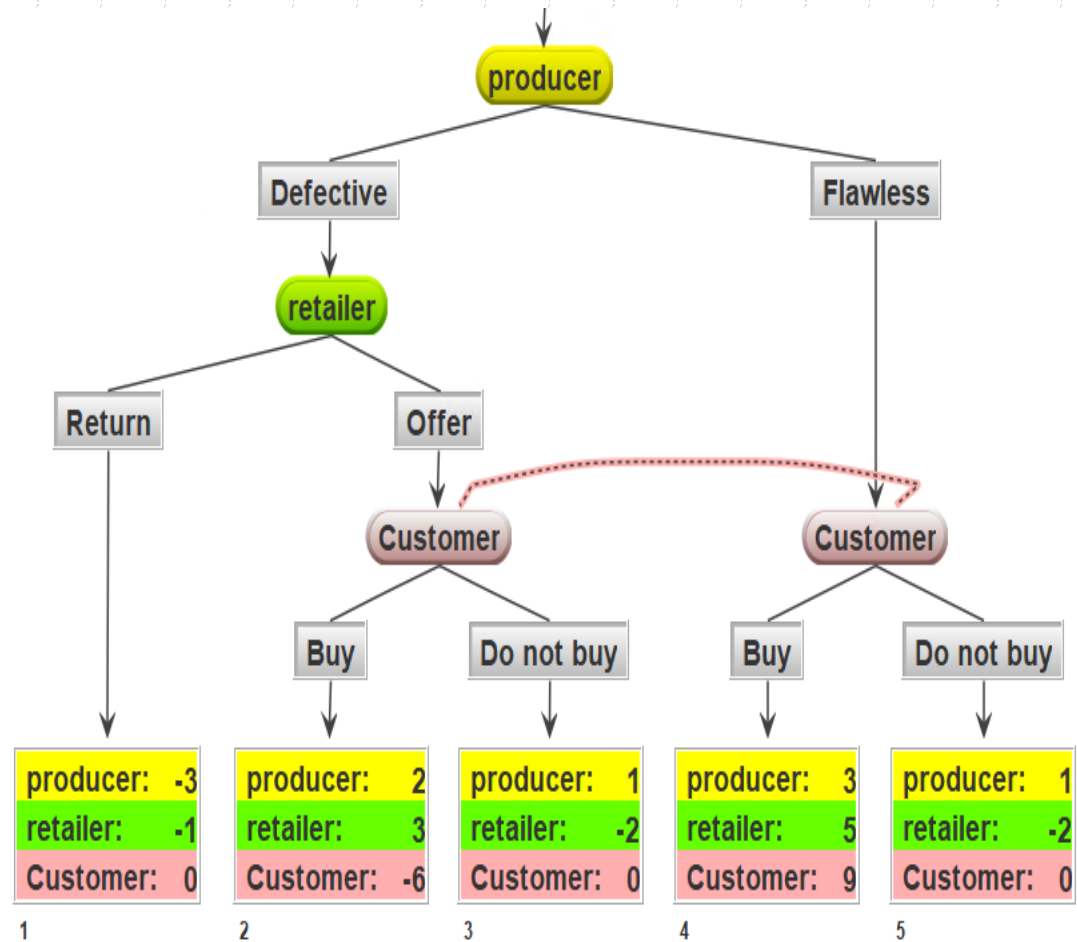 producer
Defective
Flawless
retailer
Return
Offer
Customer
Customer
Buy
Do not buy
Buy
Do not buy
producer: -3
retailer: -1
Customer: 0
producer: 2
retailer: 3
Customer: -6
producer: 1
retailer: -2
Customer: 0
producer: 3
retailer: 5
Customer: 9
producer: 1
retailer: -2
Customer: 0
1
2
3
4
5